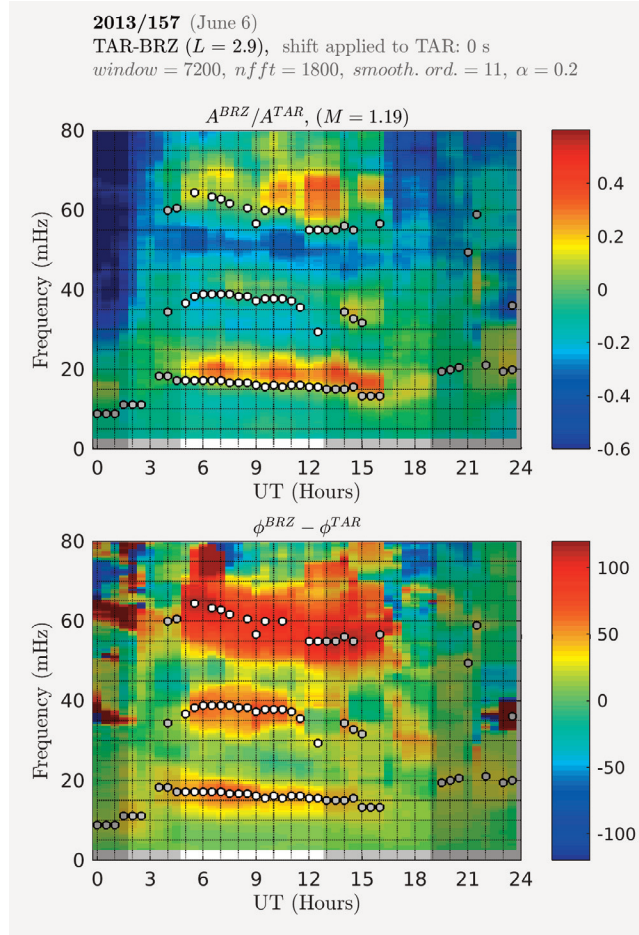 2013/157 (June 6)
TAR-BRZ (L = 2.9), shift applied to TAR: 0 s
window = 7200, nfft = 1800, smooth. ord. = 11, α = 0.2
A^BRZ/A^TAR, (M = 1.19)
80
60
40
20
0
Frequency (mHz)
0 3 6 9 12 15 18 21 24
UT (Hours)
0.4
0.2
0
-0.2
-0.4
-0.6
ϕ^BRZ − ϕ^TAR
80
60
40
20
0
Frequency (mHz)
0 3 6 9 12 15 18 21 24
UT (Hours)
100
50
0
-50
-100